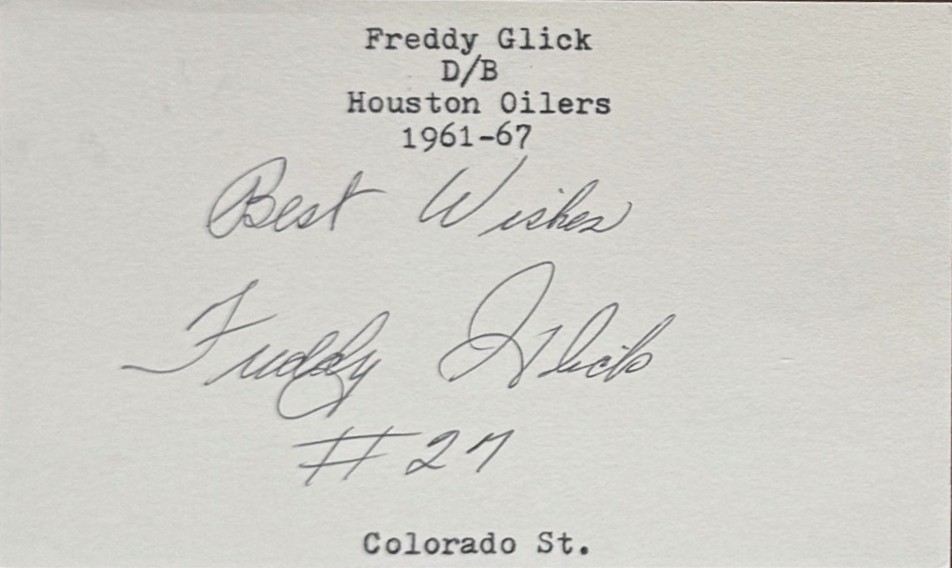 Freddy Glick
D/B
Houston Oilers
1961-67
Best Wishes
Freddy Glick
#27
Colorado St.